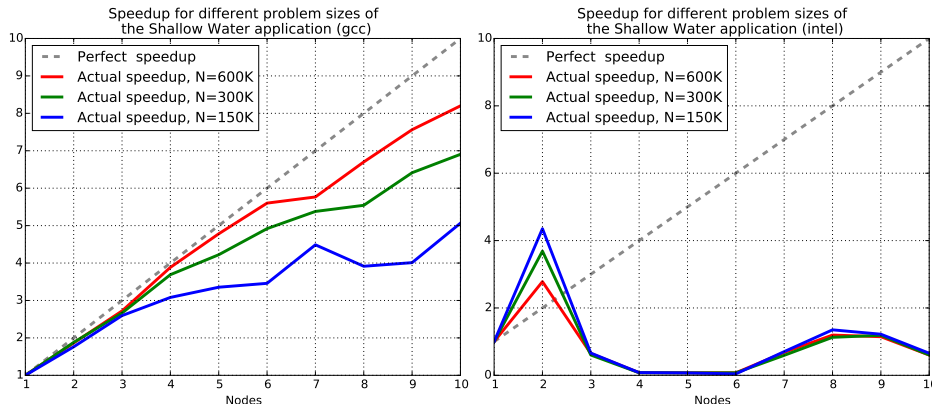 Speedup for different problem sizes of
the Shallow Water application (gcc)
10
9
8
7
6
5
4
3
2
1
Perfect speedup
Actual speedup, N=600K
Actual speedup, N=300K
Actual speedup, N=150K
1 2 3 4 5 6 7 8 9 10
Nodes
Speedup for different problem sizes of
the Shallow Water application (intel)
10
8
6
4
2
0
Perfect speedup
Actual speedup, N=600K
Actual speedup, N=300K
Actual speedup, N=150K
1 2 3 4 5 6 7 8 9
Nodes